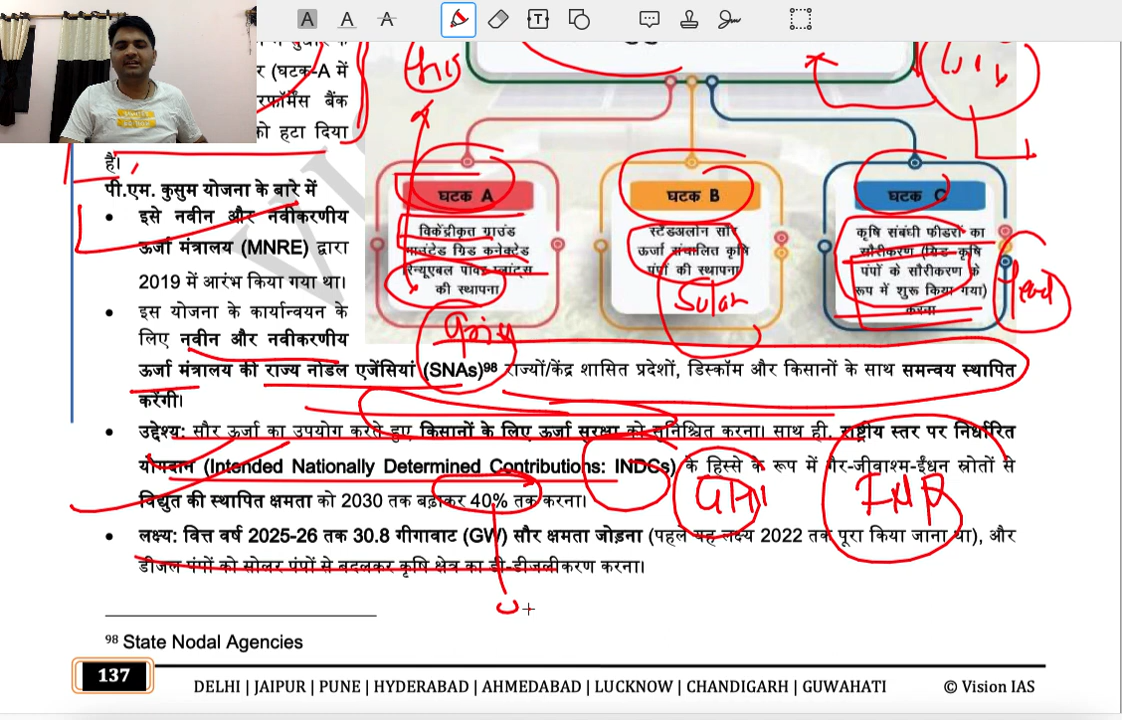 A A A T
में सुधार के
र (घटक-A में
रफॉर्मेंस बैंक
को हटा दिया
है।
this
पी.एम. कुसुम योजना के बारे में
• इसे नवीन और नवीकरणीय
ऊर्जा मंत्रालय (MNRE) द्वारा
2019 में आरंभ किया गया था।
• इस योजना के कार्यान्वयन के
लिए नवीन और नवीकरणीय
घटक A
विकेंद्रीकृत ग्राउंड
माउंटेड ग्रिड कनेक्टेड
रिन्यूएबल पावर प्लांट्स
की स्थापना
घटक B
स्टैंडअलोन सौर
ऊर्जा संचालित कृषि
पंपों की स्थापना
Solar
घटक C
कृषि संबंधी फीडरों का
सौरीकरण (ग्रिड-कृषि
पंपों के सौरीकरण के
रूप में शुरू किया गया)
करना
ऊर्जा मंत्रालय की राज्य नोडल एजेंसियां (SNAs)98 राज्यों/केंद्र शासित प्रदेशों, डिस्कॉम और किसानों के साथ समन्वय स्थापित
करेंगी।
• उद्देश्य: सौर ऊर्जा का उपयोग करते हुए किसानों के लिए ऊर्जा सुरक्षा को सुनिश्चित करना। साथ ही, राष्ट्रीय स्तर पर निर्धारित
योगदान (Intended Nationally Determined Contributions: INDCs) के हिस्से के रूप में गैर-जीवाश्म-ईंधन स्रोतों से
विद्युत की स्थापित क्षमता को 2030 तक बढ़ाकर 40% तक करना।
• लक्ष्य: वित्त वर्ष 2025-26 तक 30.8 गीगावाट (GW) सौर क्षमता जोड़ना (पहले यह लक्ष्य 2022 तक पूरा किया जाना था), और
डीजल पंपों को सोलर पंपों से बदलकर कृषि क्षेत्र का डी-डीजलीकरण करना।
98 State Nodal Agencies
137
DELHI | JAIPUR | PUNE | HYDERABAD | AHMEDABAD | LUCKNOW | CHANDIGARH | GUWAHATI
© Vision IAS